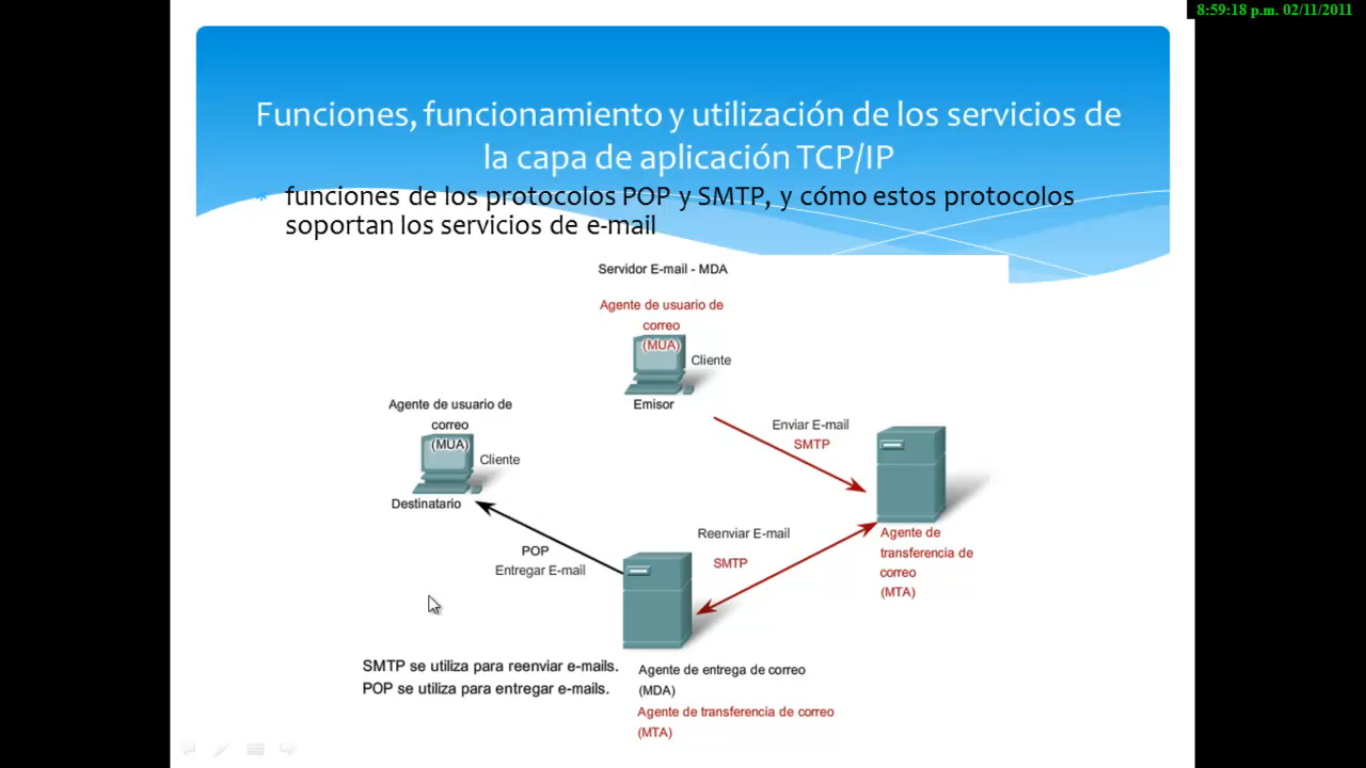 8:59:18 p.m. 02/11/2011
Funciones, funcionamiento y utilización de los servicios de
la capa de aplicación TCP/IP
funciones de los protocolos POP y SMTP, y cómo estos protocolos
soportan los servicios de e-mail
Servidor E-mail - MDA
Agente de usuario de
correo
(MUA)
Cliente
Emisor
Agente de usuario de
correo
(MUA)
Cliente
Destinatario
Enviar E-mail
SMTP
Reenviar E-mail
SMTP
Agente de
transferencia de
correo
(MTA)
POP
Entregar E-mail
SMTP se utiliza para reenviar e-mails.
POP se utiliza para entregar e-mails.
Agente de entrega de correo
(MDA)
Agente de transferencia de correo
(MTA)